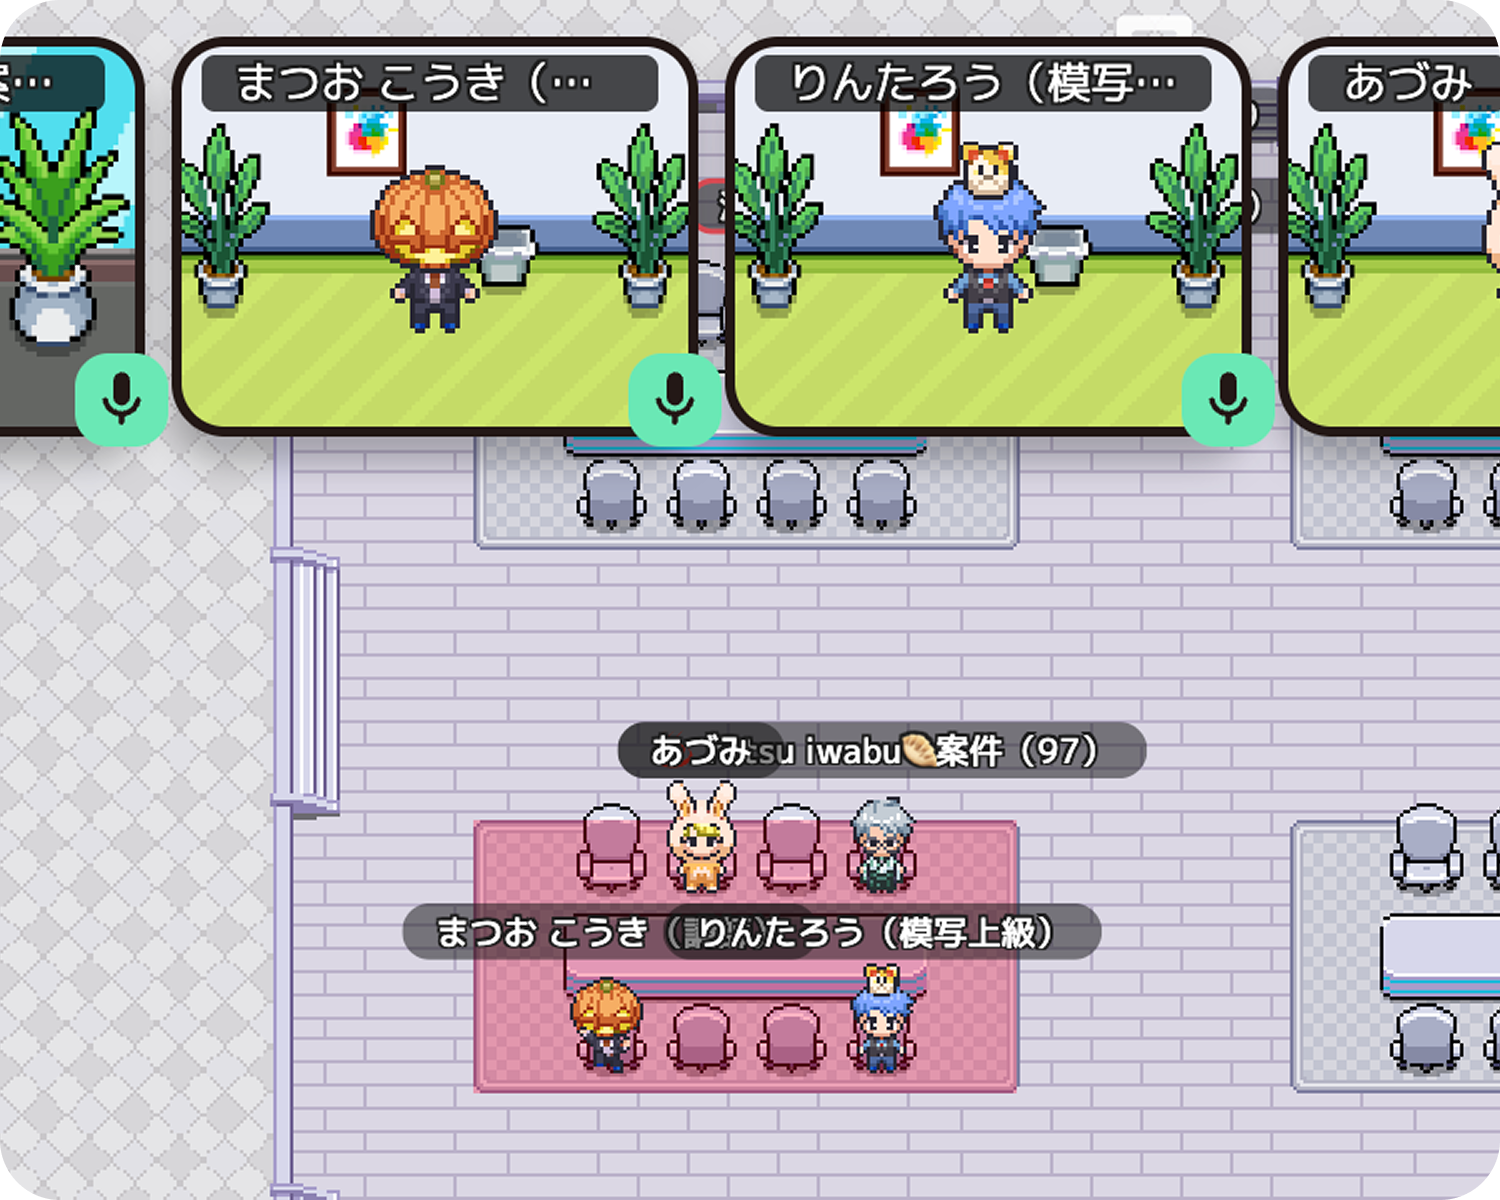 まつお こうき（…
りんたろう（模写…
あづみ
あづみ tsu iwabu🥟案件（97）
まつお こうき（
りんたろう（模写上級）